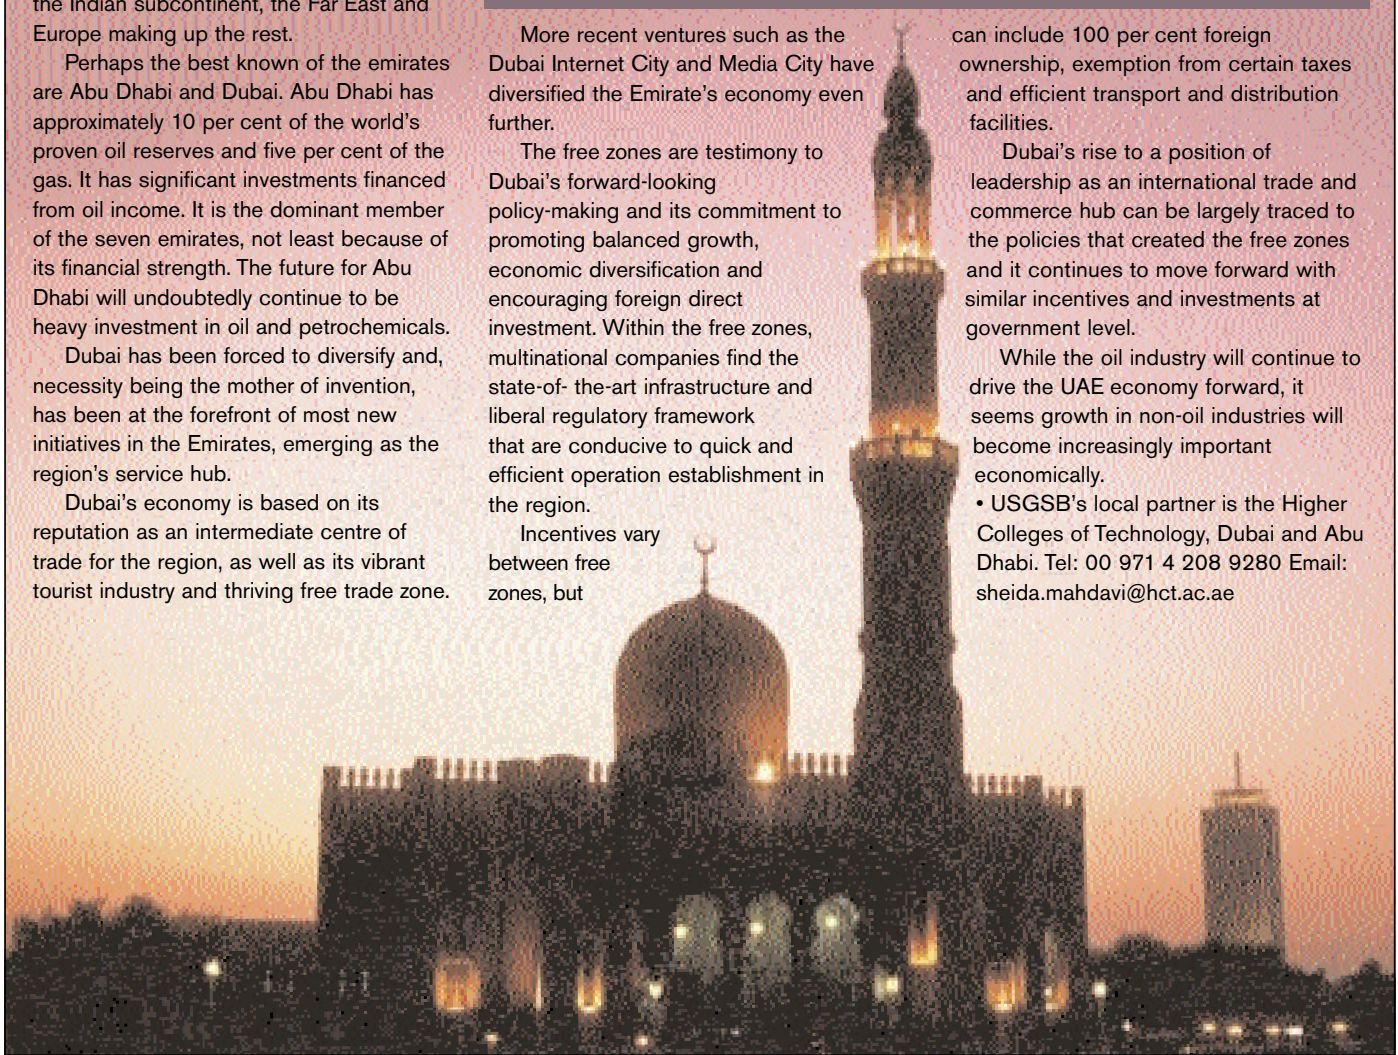 the Indian subcontinent, the Far East and
Europe making up the rest.
Perhaps the best known of the emirates
are Abu Dhabi and Dubai. Abu Dhabi has
approximately 10 per cent of the world's
proven oil reserves and five per cent of the
gas. It has significant investments financed
from oil income. It is the dominant member
of the seven emirates, not least because of
its financial strength. The future for Abu
Dhabi will undoubtedly continue to be
heavy investment in oil and petrochemicals.
Dubai has been forced to diversify and,
necessity being the mother of invention,
has been at the forefront of most new
initiatives in the Emirates, emerging as the
region's service hub.
Dubai's economy is based on its
reputation as an intermediate centre of
trade for the region, as well as its vibrant
tourist industry and thriving free trade zone.
More recent ventures such as the
Dubai Internet City and Media City have
diversified the Emirate's economy even
further.
The free zones are testimony to
Dubai's forward-looking
policy-making and its commitment to
promoting balanced growth,
economic diversification and
encouraging foreign direct
investment. Within the free zones,
multinational companies find the
state-of- the-art infrastructure and
liberal regulatory framework
that are conducive to quick and
efficient operation establishment in
the region.
Incentives vary
between free
zones, but
can include 100 per cent foreign
ownership, exemption from certain taxes
and efficient transport and distribution
facilities.
Dubai's rise to a position of
leadership as an international trade and
commerce hub can be largely traced to
the policies that created the free zones
and it continues to move forward with
similar incentives and investments at
government level.
While the oil industry will continue to
drive the UAE economy forward, it
seems growth in non-oil industries will
become increasingly important
economically.
• USGSB's local partner is the Higher
Colleges of Technology, Dubai and Abu
Dhabi. Tel: 00 971 4 208 9280 Email:
sheida.mahdavi@hct.ac.ae